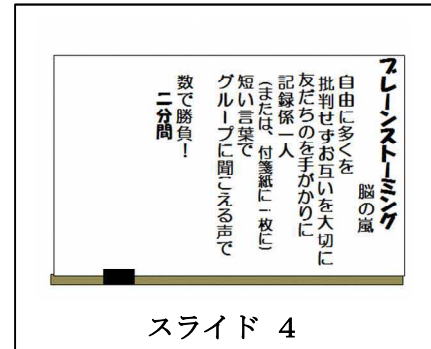 ブレーンストーミング
脳の嵐
自由に多くを
批判せずお互いを大切に
友だちのを手がかりに
記録係一人
(または、付箋紙に一枚に)
短い言葉で
グループに聞こえる声で
数で勝負！
二分間
スライド 4